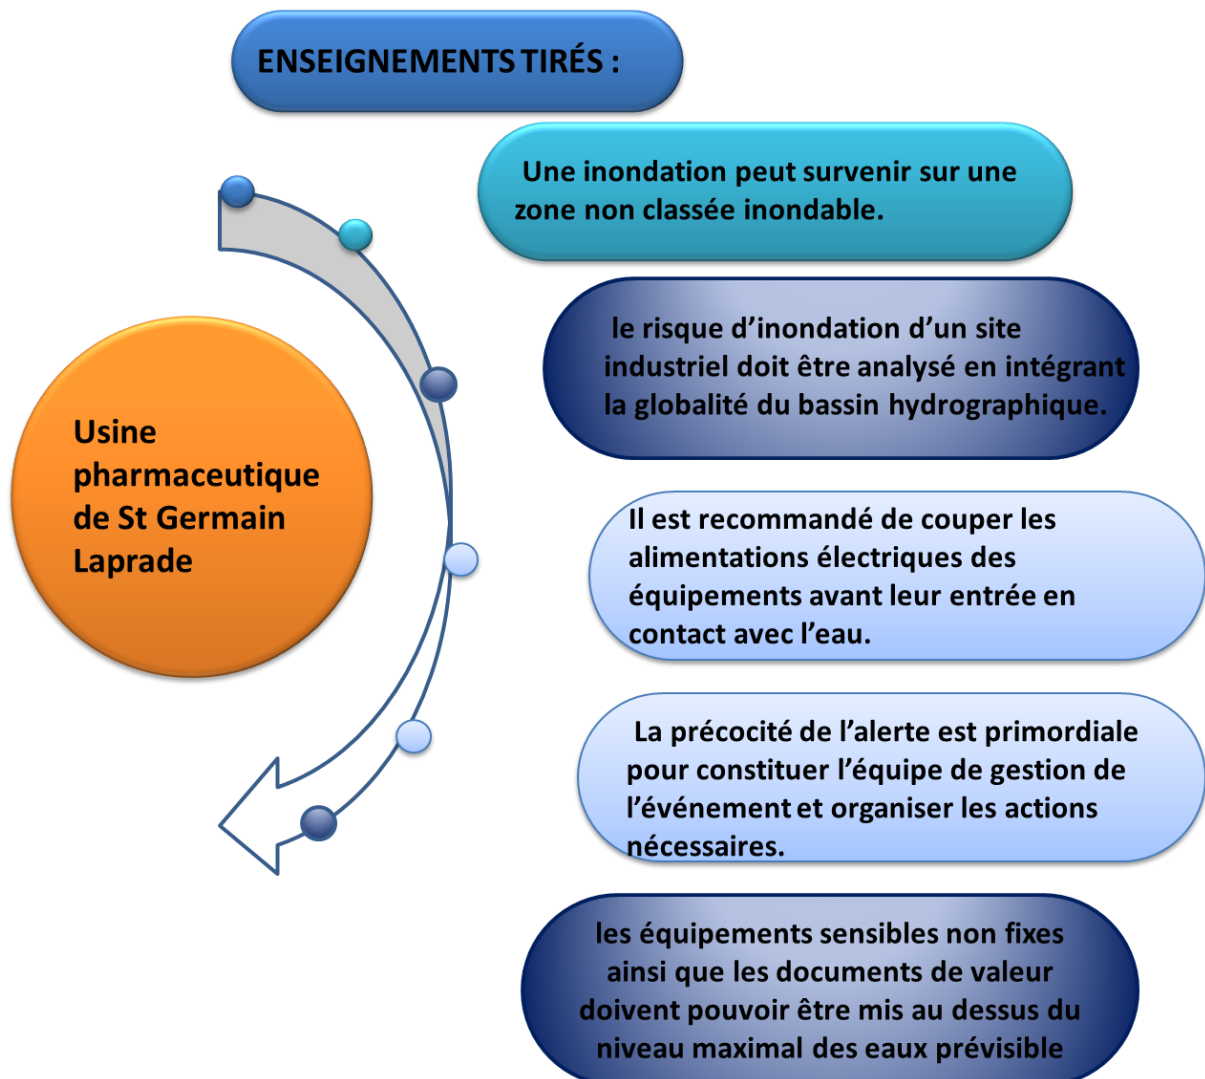 ENSEIGNEMENTS TIRÉS :
Une inondation peut survenir sur une
zone non classée inondable.
le risque d’inondation d’un site
industriel doit être analysé en intégrant
la globalité du bassin hydrographique.
Usine
pharmaceutique
de St Germain
Laprade
Il est recommandé de couper les
alimentations électriques des
équipements avant leur entrée en
contact avec l’eau.
La précocité de l’alerte est primordiale
pour constituer l’équipe de gestion de
l’événement et organiser les actions
nécessaires.
les équipements sensibles non fixes
ainsi que les documents de valeur
doivent pouvoir être mis au dessus du
niveau maximal des eaux prévisible